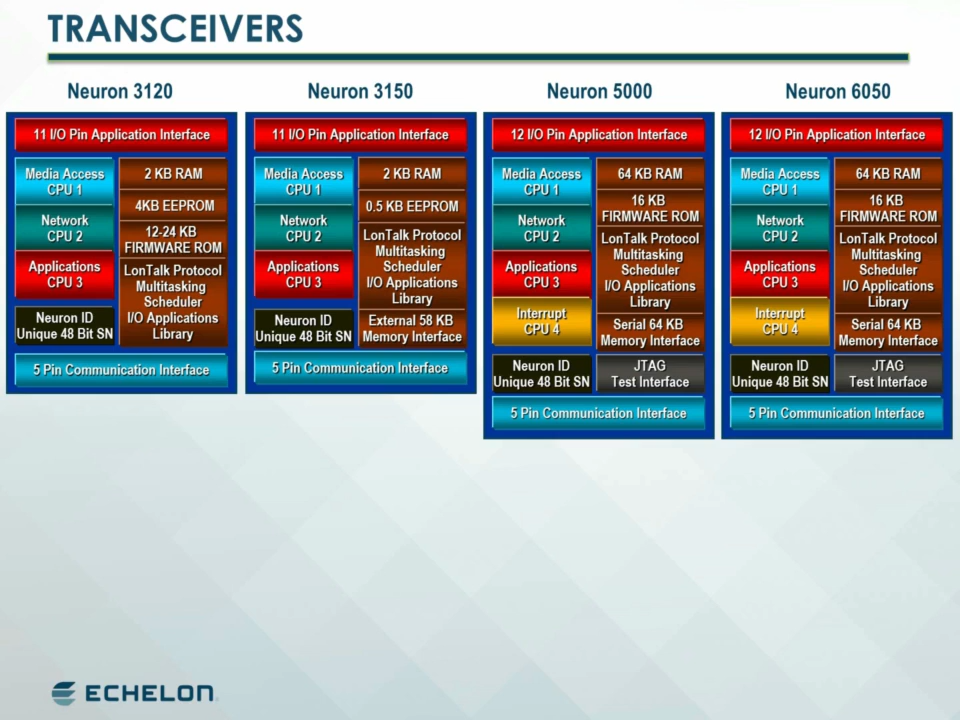 TRANSCEIVERS
Neuron 3120
11 I/O Pin Application Interface
Media Access
CPU 1
Network
CPU 2
Applications
CPU 3
Neuron ID
Unique 48 Bit SN
2 KB RAM
4KB EEPROM
12-24 KB
FIRMWARE ROM
LonTalk Protocol
Multitasking
Scheduler
I/O Applications
Library
5 Pin Communication Interface
Neuron 3150
11 I/O Pin Application Interface
Media Access
CPU 1
Network
CPU 2
Applications
CPU 3
Neuron ID
Unique 48 Bit SN
2 KB RAM
0.5 KB EEPROM
LonTalk Protocol
Multitasking
Scheduler
I/O Applications
Library
External 58 KB
Memory Interface
5 Pin Communication Interface
Neuron 5000
12 I/O Pin Application Interface
Media Access
CPU 1
Network
CPU 2
Applications
CPU 3
Interrupt
CPU 4
Neuron ID
Unique 48 Bit SN
64 KB RAM
16 KB
FIRMWARE ROM
LonTalk Protocol
Multitasking
Scheduler
I/O Applications
Library
Serial 64 KB
Memory Interface
JTAG
Test Interface
5 Pin Communication Interface
Neuron 6050
12 I/O Pin Application Interface
Media Access
CPU 1
Network
CPU 2
Applications
CPU 3
Interrupt
CPU 4
Neuron ID
Unique 48 Bit SN
64 KB RAM
16 KB
FIRMWARE ROM
LonTalk Protocol
Multitasking
Scheduler
I/O Applications
Library
Serial 64 KB
Memory Interface
JTAG
Test Interface
5 Pin Communication Interface
ECHELON